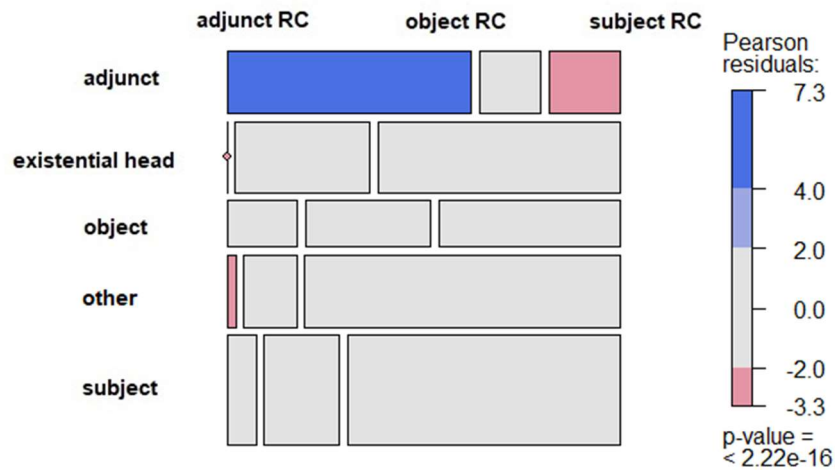 adjunct RC object RC subject RC
adjunct
existential head
object
other
subject
Pearson
residuals:
7.3
4.0
2.0
0.0
-2.0
-3.3
p-value =
< 2.22e-16